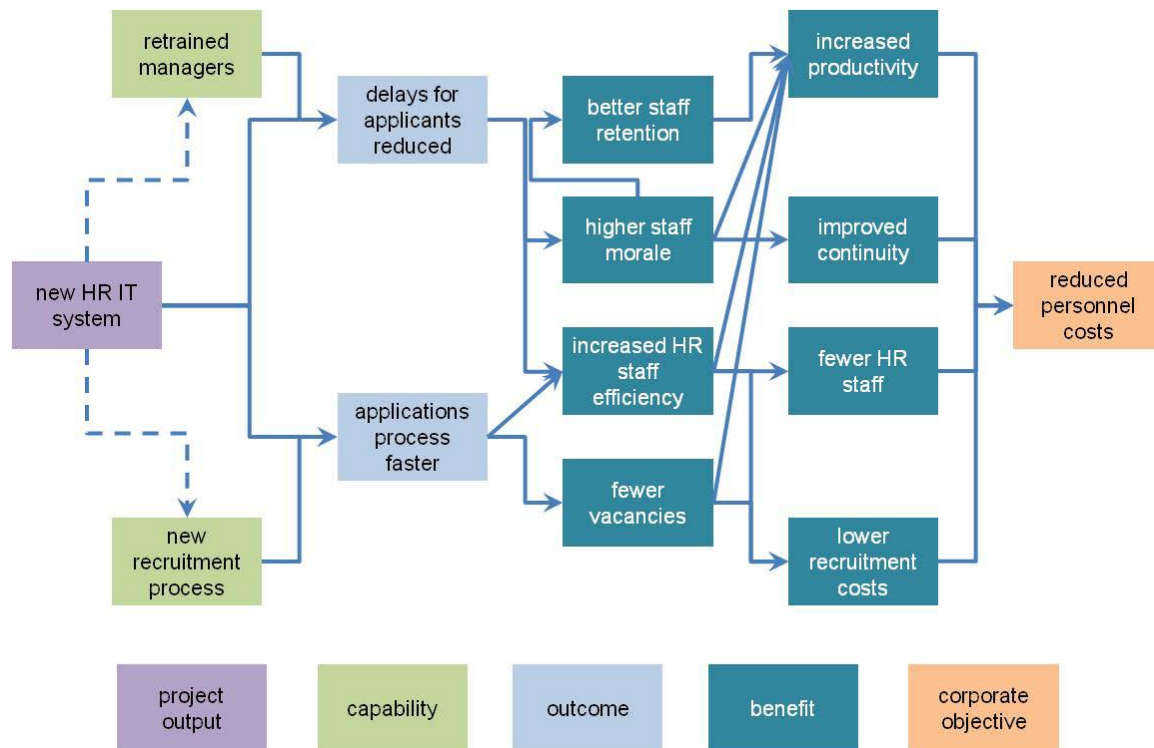 retrained
managers
delays for
applicants
reduced
better staff
retention
increased
productivity
higher staff
morale
improved
continuity
new HR IT
system
reduced
personnel
costs
increased HR
staff
efficiency
fewer HR
staff
applications
process
faster
fewer
vacancies
new
recruitment
process
lower
recruitment
costs
project
output
capability
outcome
benefit
corporate
objective